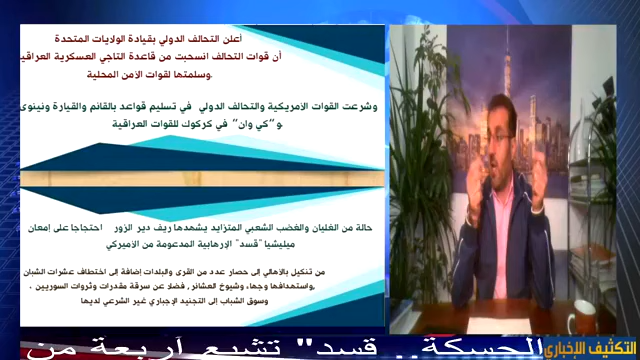 أعلن التحالف الدولي بقيادة الولايات المتحدة
أن قوات التحالف انسحبت من قاعدة التاجي العسكرية العراقية
وسلمتها لقوات الأمن المحلية.
وشرعت القوات الأمريكية والتحالف الدولي في تسليم قواعد بالقائم والقيارة ونينوى
و"كي وان" في كركوك للقوات العراقية.
حالة من الغليان والغضب الشعبي المتزايد يشهدها ريف دير الزور احتجاجا على إمعان
ميليشيا "قسد" الإرهابية المدعومة من الأميركي
من تنكيل بالأهالي إلى حصار عدد من القرى والبلدات إضافة إلى اختطاف عشرات الشبان
،واستهدافها وجهاء وشيوخ العشائر , فضلا عن سرقة مقدرات وثروات السوريين .
وسوق الشباب إلى التجنيد الإجباري غير الشرعي لديها
الحسكة.. قسد" تشيع أربعة من
التكثيف الإخباري